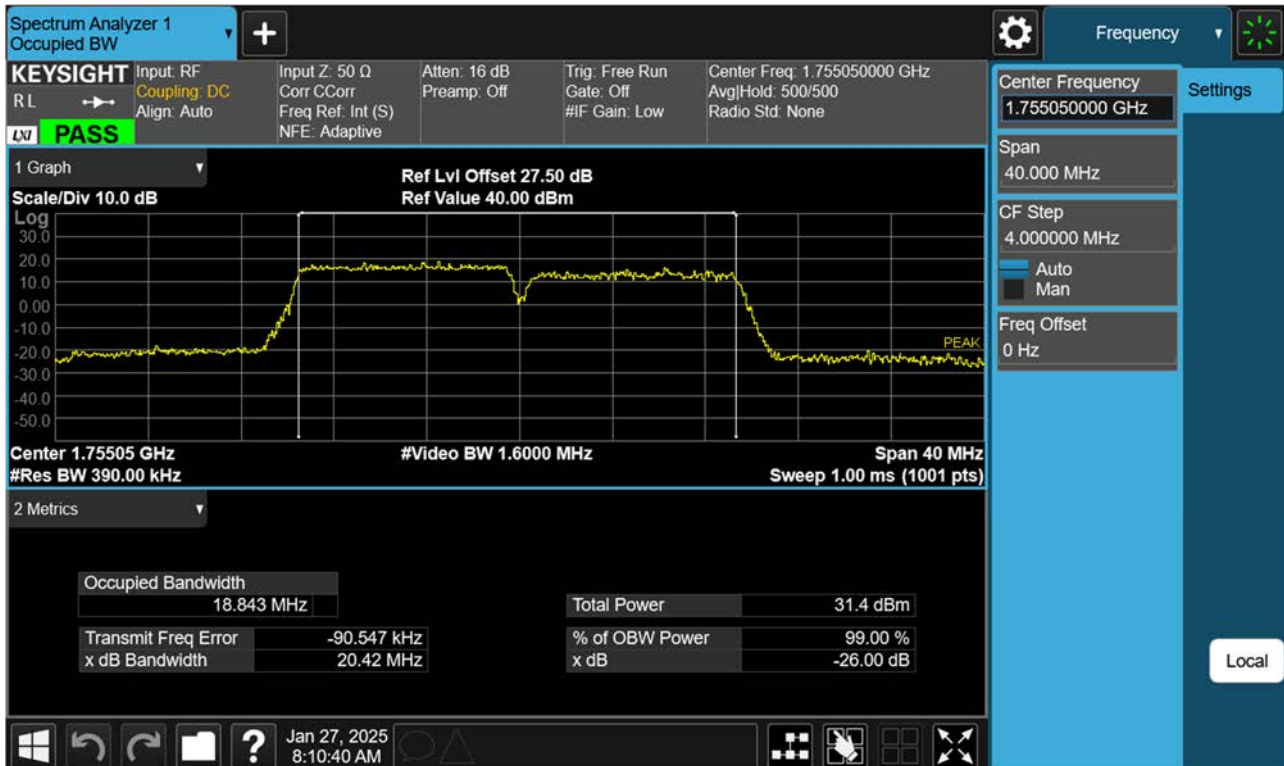 Spectrum Analyzer 1
Occupied BW
+
Frequency
KEYSIGHT
R L
LXI
PASS
Input: RF
Coupling: DC
Align: Auto
Input Z: 50 Ω
Corr CCorr
Freq Ref: Int (S)
NFE: Adaptive
Atten: 16 dB
Preamp: Off
Trig: Free Run
Gate: Off
#IF Gain: Low
Center Freq: 1.755050000 GHz
Avg|Hold: 500/500
Radio Std: None
Center Frequency
1.755050000 GHz
Settings
Span
40.000 MHz
CF Step
4.000000 MHz
Auto
Man
Freq Offset
0 Hz
Local
1 Graph
Scale/Div 10.0 dB
Ref Lvl Offset 27.50 dB
Ref Value 40.00 dBm
Log
30.0
20.0
10.0
0.00
-10.0
-20.0
-30.0
-40.0
-50.0
PEAK
Center 1.75505 GHz
#Video BW 1.6000 MHz
Span 40 MHz
#Res BW 390.00 kHz
Sweep 1.00 ms (1001 pts)
2 Metrics
Occupied Bandwidth
18.843 MHz
Total Power 31.4 dBm
Transmit Freq Error -90.547 kHz
% of OBW Power 99.00 %
x dB Bandwidth 20.42 MHz
x dB -26.00 dB
?
Jan 27, 2025
8:10:40 AM